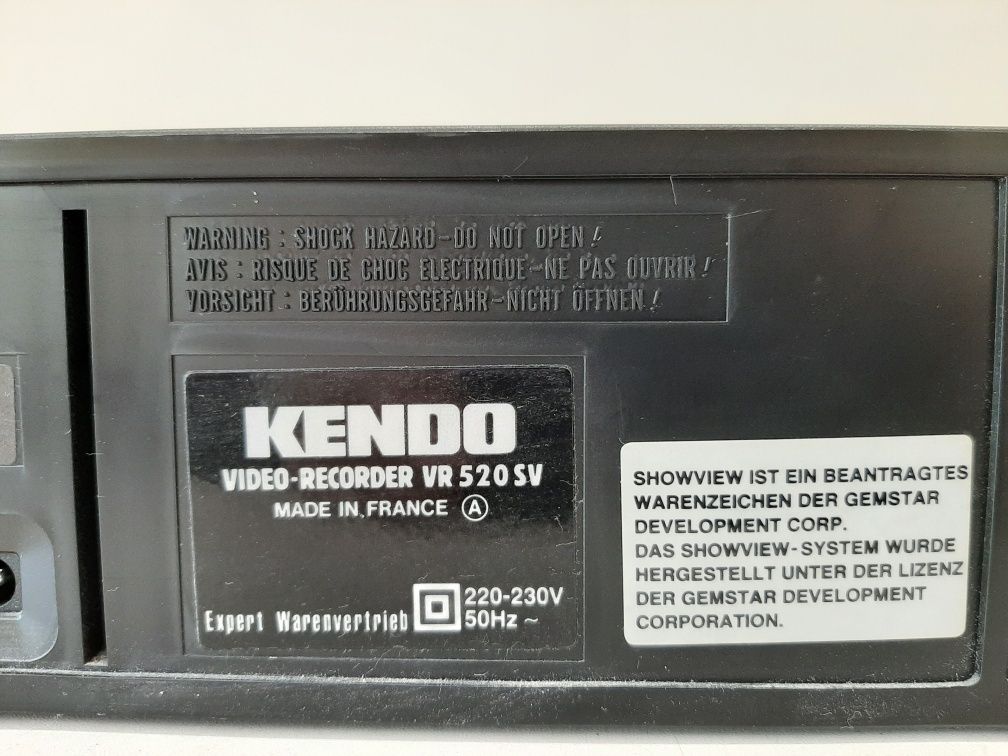 WARNING : SHOCK HAZARD-DO NOT OPEN !
AVIS : RISQUE DE CHOC ELECTRIQUE-NE PAS OUVRIR !
VORSICHT : BERÜHRUNGSGEFAHR-NICHT ÖFFNEN !
KENDO
VIDEO-RECORDER VR 520 SV
MADE IN FRANCE Ⓐ
Expert Warenvertrieb
220-230V
50Hz ~
SHOWVIEW IST EIN BEANTRAGTES
WARENZEICHEN DER GEMSTAR
DEVELOPMENT CORP.
DAS SHOWVIEW-SYSTEM WURDE
HERGESTELLT UNTER DER LIZENZ
DER GEMSTAR DEVELOPMENT
CORPORATION.